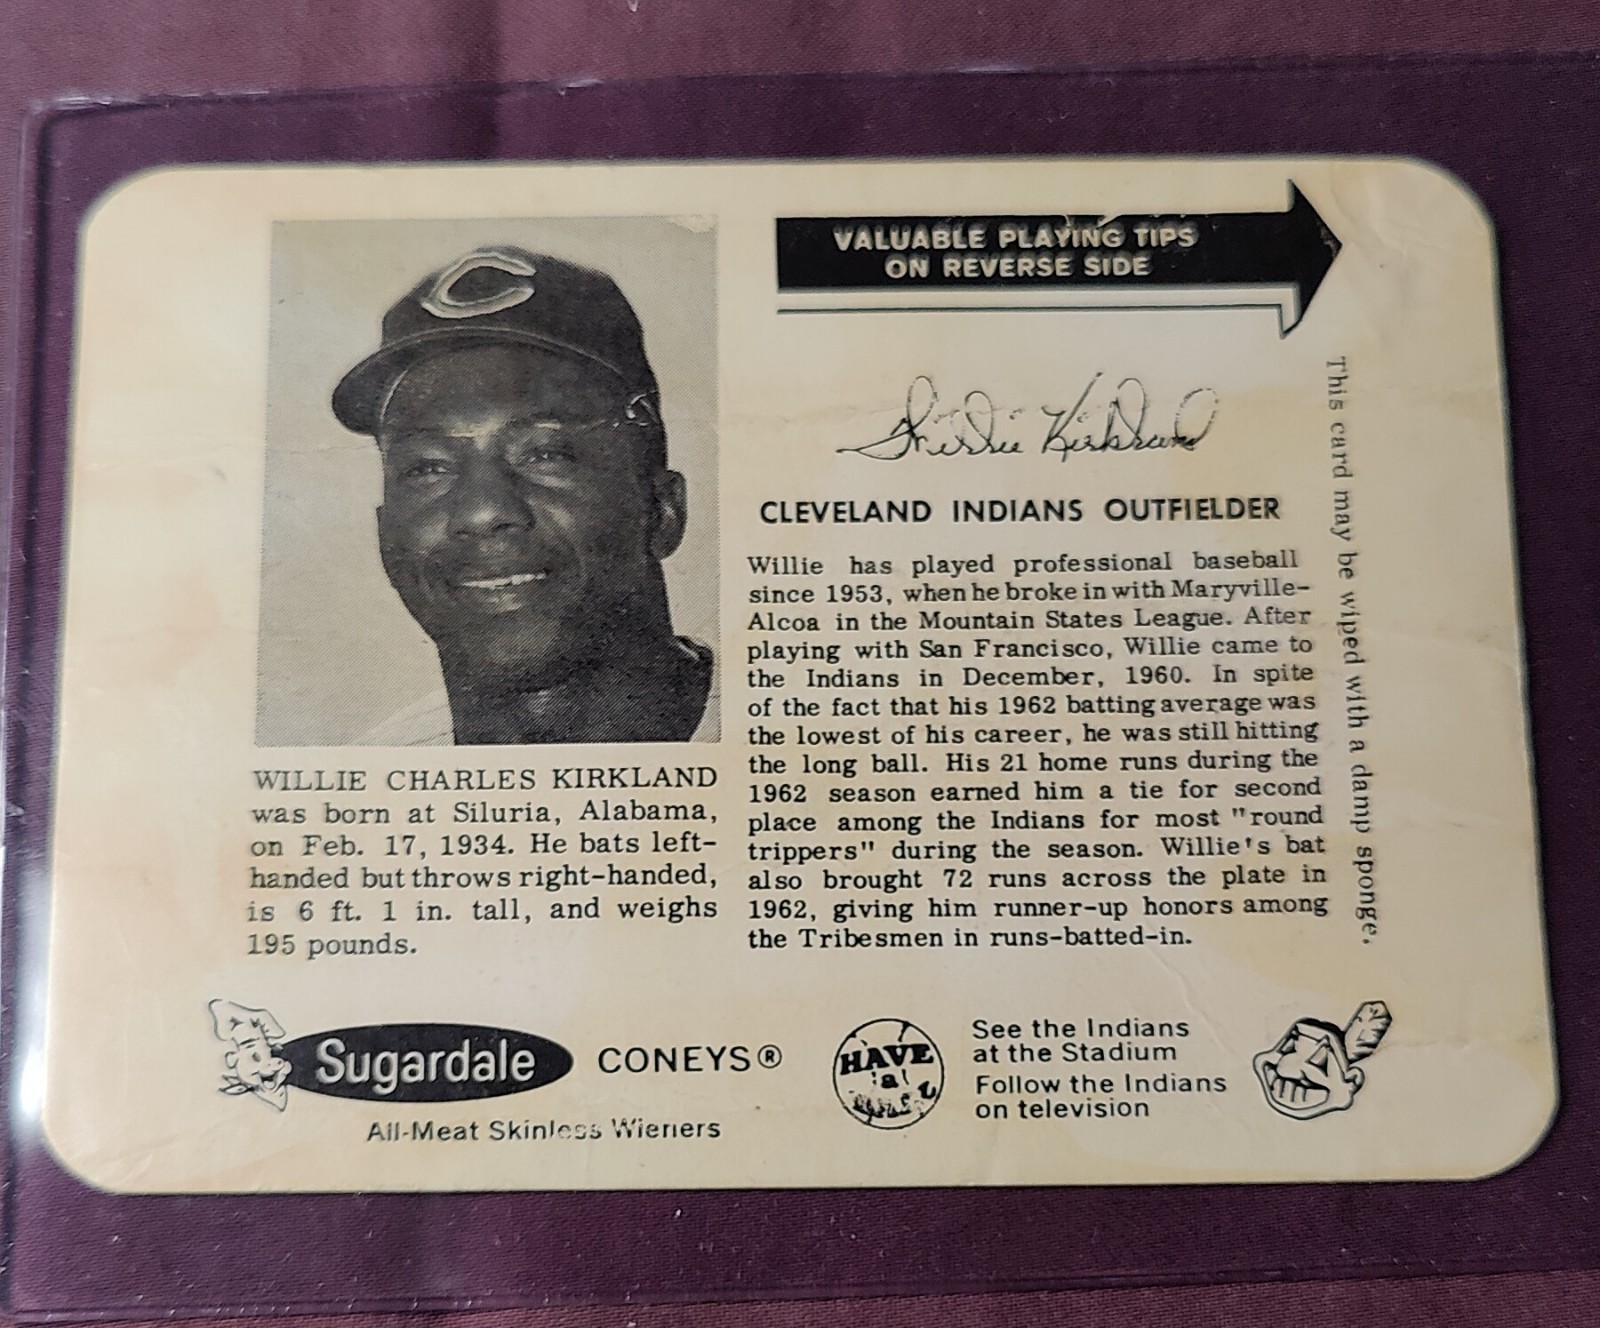 VALUABLE PLAYING TIPS
ON REVERSE SIDE
Willie Kirkland
CLEVELAND INDIANS OUTFIELDER
Willie has played professional baseball
since 1953, when he broke in with Maryville-
Alcoa in the Mountain States League. After
playing with San Francisco, Willie came to
the Indians in December, 1960. In spite
of the fact that his 1962 batting average was
the lowest of his career, he was still hitting
the long ball. His 21 home runs during the
1962 season earned him a tie for second
place among the Indians for most "round
trippers" during the season. Willie's bat
also brought 72 runs across the plate in
1962, giving him runner-up honors among
the Tribesmen in runs-batted-in.
This card may be wiped with a damp sponge.
WILLIE CHARLES KIRKLAND
was born at Siluria, Alabama,
on Feb. 17, 1934. He bats left-
handed but throws right-handed,
is 6 ft. 1 in. tall, and weighs
195 pounds.
Sugardale CONEYS®
All-Meat Skinless Wieners
HAVE
a
See the Indians
at the Stadium
Follow the Indians
on television
C